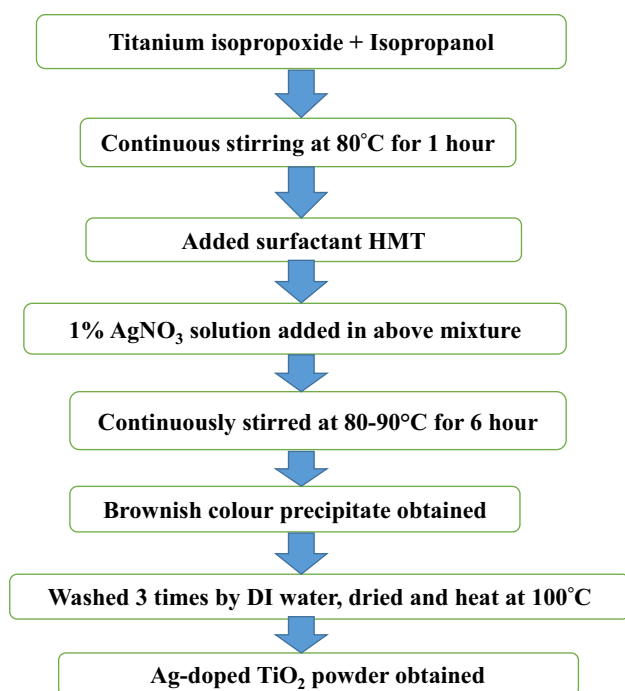 Titanium isopropoxide + Isopropanol
Continuous stirring at 80˚C for 1 hour
Added surfactant HMT
1% AgNO₃ solution added in above mixture
Continuously stirred at 80-90°C for 6 hour
Brownish colour precipitate obtained
Washed 3 times by DI water, dried and heat at 100˚C
Ag-doped TiO₂ powder obtained